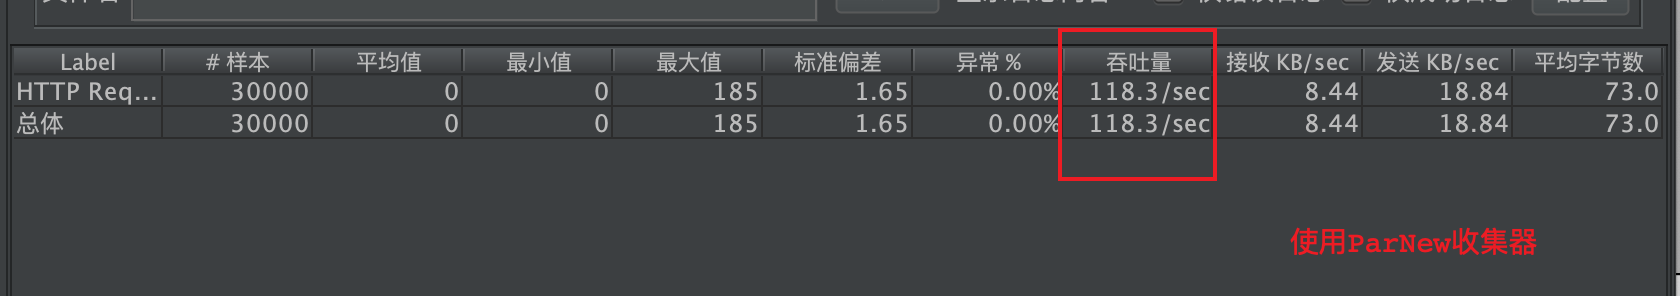 Label # 样本 平均值 最小值 最大值 标准偏差 异常 % 吞吐量 接收 KB/sec 发送 KB/sec 平均字节数
HTTP Req... 30000 0 0 185 1.65 0.00% 118.3/sec 8.44 18.84 73.0
总体 30000 0 0 185 1.65 0.00% 118.3/sec 8.44 18.84 73.0
使用ParNew收集器